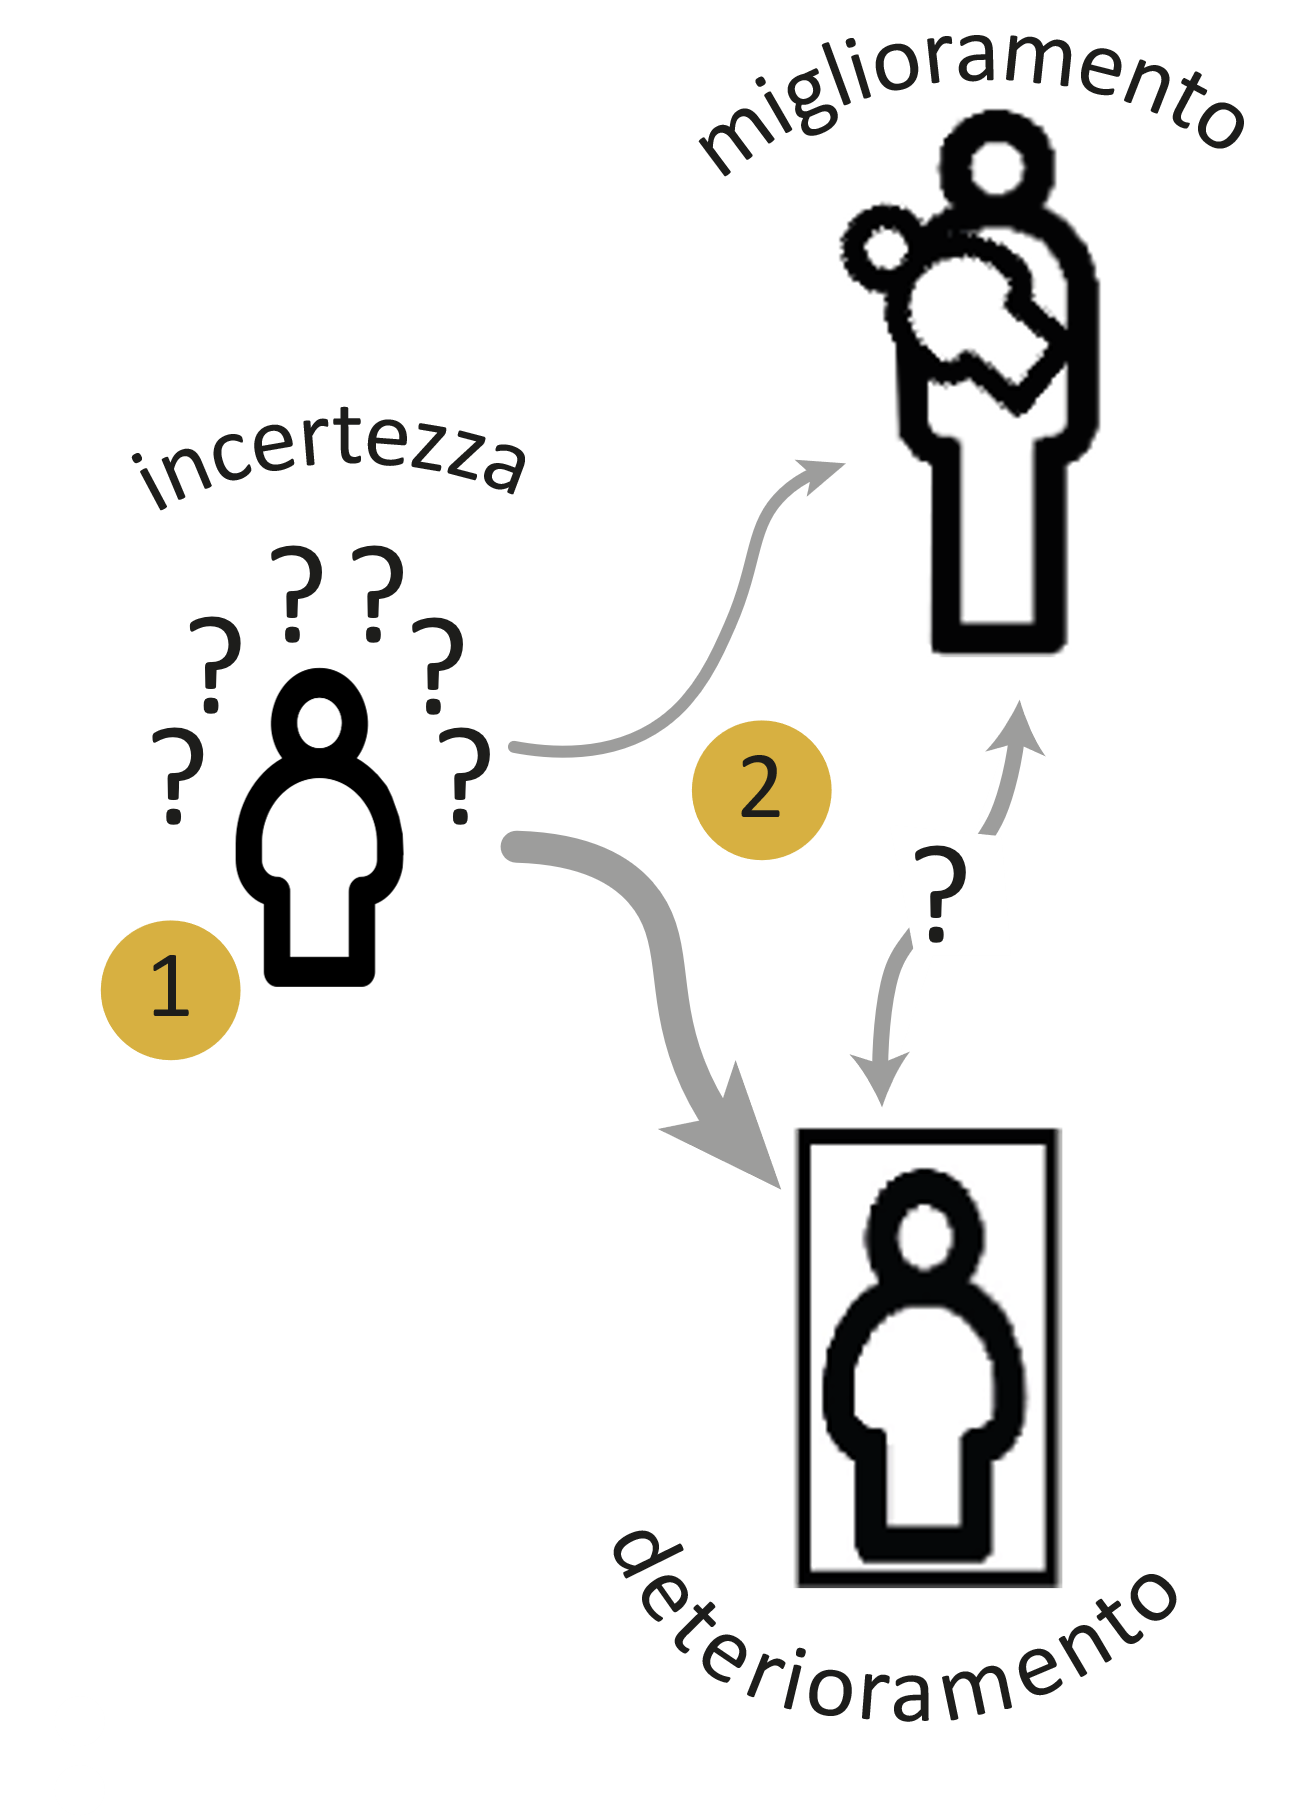 miglioramento
incertezza
? ?
? ?
? ?
2
?
1
deterioramento